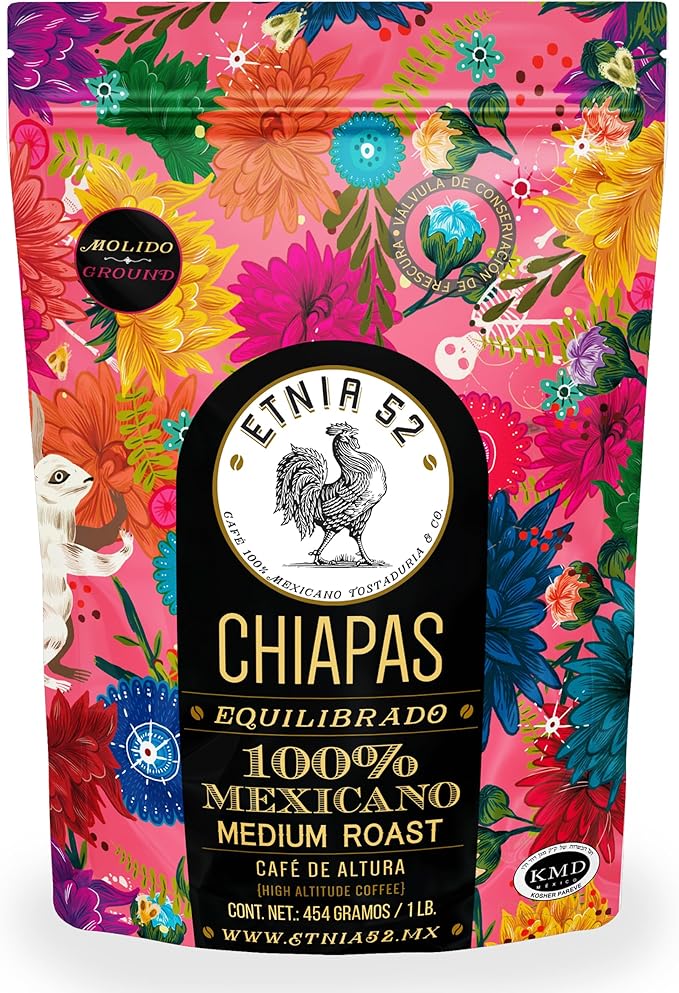 MOLIDO
GROUND
VÁLVULA DE CONSERVACIÓN DE FRESCURA •
ETNIA 52
CAFÉ 100% MEXICANO TOSTADURIA & CO.
CHIAPAS
EQUILIBRADO
100%
MEXICANO
MEDIUM ROAST
CAFÉ DE ALTURA
{HIGH ALTITUDE COFFEE}
CONT. NET.: 454 GRAMOS / 1 LB.
WWW.ETNIA52.MX
KMD
MÉXICO
KOSHER PAREVE